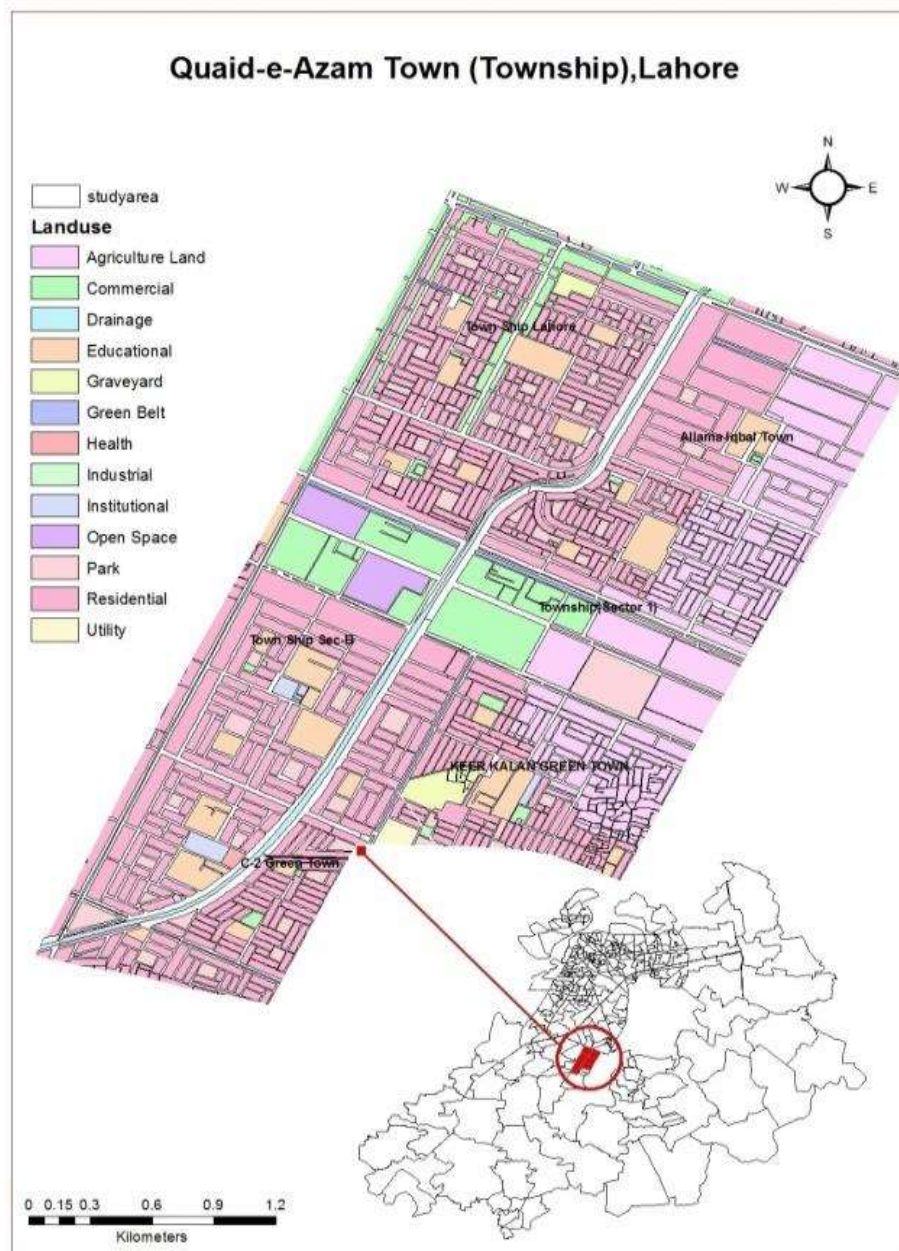 Quaid-e-Azam Town (Township),Lahore
N
W
E
S
studyarea
Landuse
Agriculture Land
Commercial
Drainage
Educational
Graveyard
Green Belt
Health
Industrial
Institutional
Open Space
Park
Residential
Utility
Town Ship Lahore
Allama Iqbal Town
Township(Sector 1)
Town Ship Sec-B
KEER KALAN GREEN TOWN
C-2 Green Town
0 0.15 0.3 0.6 0.9 1.2
Kilometers